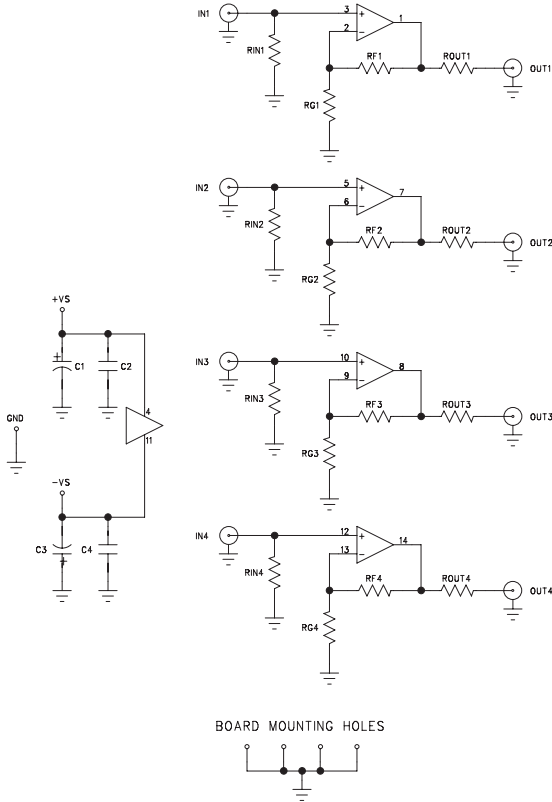 IN1
3
1
2
RIN1
RF1
ROUT1
OUT1
RG1
IN2
5
7
6
RIN2
RF2
ROUT2
OUT2
RG2
+VS
+
C1
C2
GND
4
11
-VS
C3
C4
+
IN3
10
8
9
RIN3
RF3
ROUT3
OUT3
RG3
IN4
12
14
13
RIN4
RF4
ROUT4
OUT4
RG4
BOARD MOUNTING HOLES